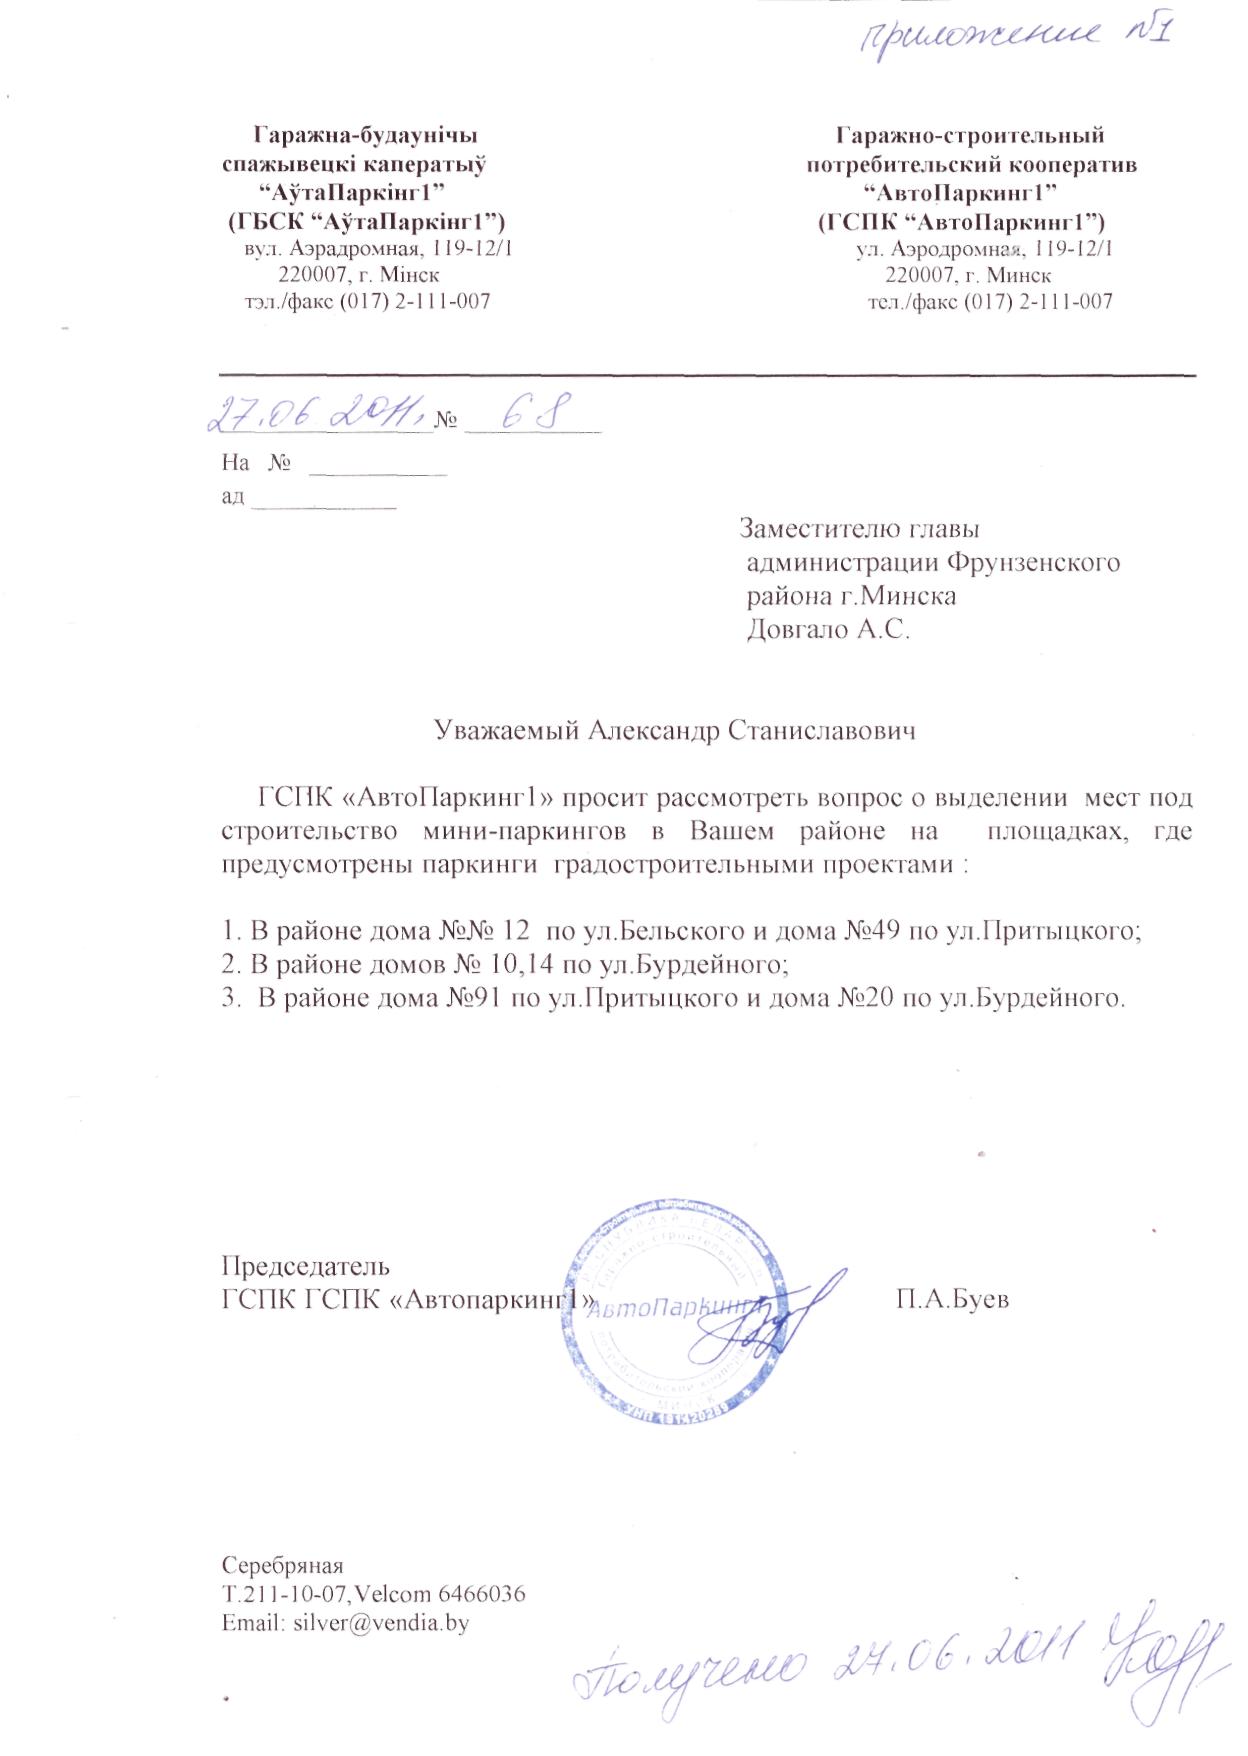 приложение №1
Гаражна-будаунічы
спажывецкі каператыў
“АўтаПаркінг1”
(ГБСК “АўтаПаркінг1”)
вул. Аэрадромная, 119-12/1
220007, г. Мінск
тэл./факс (017) 2-111-007
Гаражно-строительный
потребительский кооператив
“АвтоПаркинг1”
(ГСПК “АвтоПаркинг1”)
ул. Аэродромная, 119-12/1
220007, г. Минск
тел./факс (017) 2-111-007
27.06 2011. № 68
На № 
ад
Заместителю главы
администрации Фрунзенского
района г.Минска
Довгало А.С.
Уважаемый Александр Станиславович
ГСПК «АвтоПаркинг1» просит рассмотреть вопрос о выделении мест под
строительство мини-паркингов в Вашем районе на площадках, где
предусмотрены паркинги градостроительными проектами :
1. В районе дома №№ 12 по ул.Бельского и дома №49 по ул.Притыцкого;
2. В районе домов № 10,14 по ул.Бурдейного;
3. В районе дома №91 по ул.Притыцкого и дома №20 по ул.Бурдейного.
Председатель
ГСПК ГСПК «Автопаркинг1» П.А.Буев
РЕСПУБЛИКА БЕЛАРУСЬ
Гаражно-строительный
АвтоПаркинг1
потребительский кооператив
МИНСК
УНП 191420289
Серебряная
Т.211-10-07,Velcom 6466036
Email: silver@vendia.by
Получено 27.06.2011